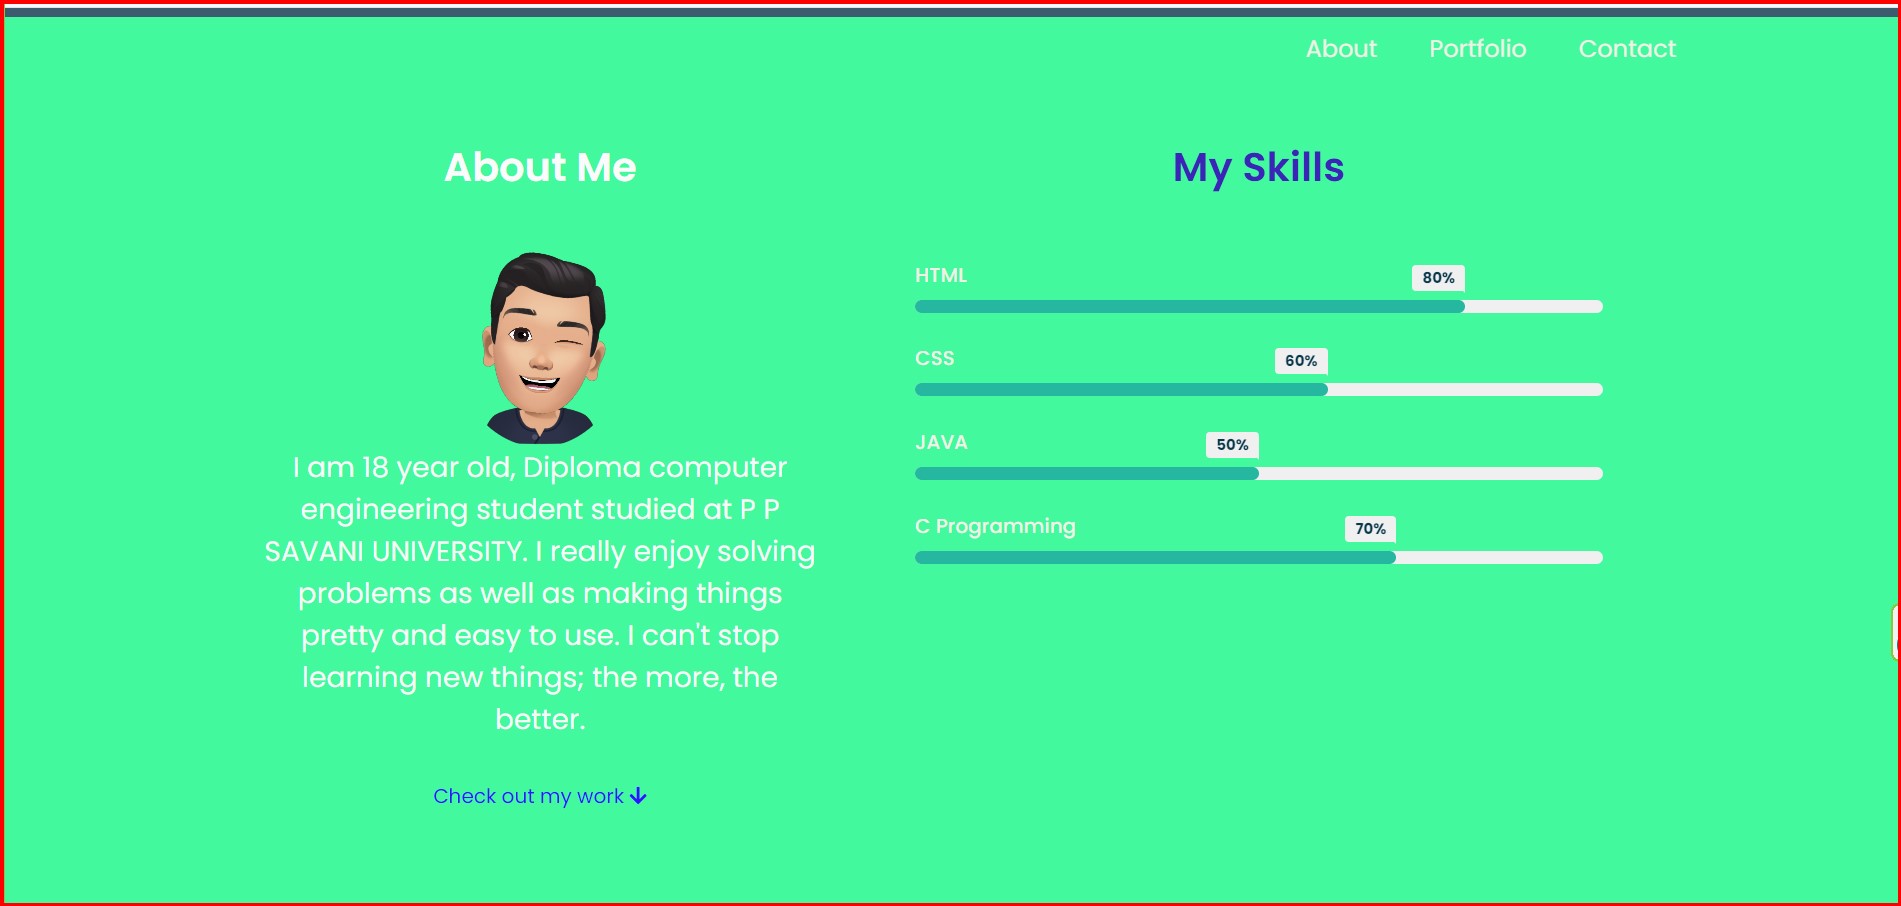 About Portfolio Contact
About Me
I am 18 year old, Diploma computer
engineering student studied at P P
SAVANI UNIVERSITY. I really enjoy solving
problems as well as making things
pretty and easy to use. I can't stop
learning new things; the more, the
better.
Check out my work
My Skills
HTML 80%
CSS 60%
JAVA 50%
C Programming 70%